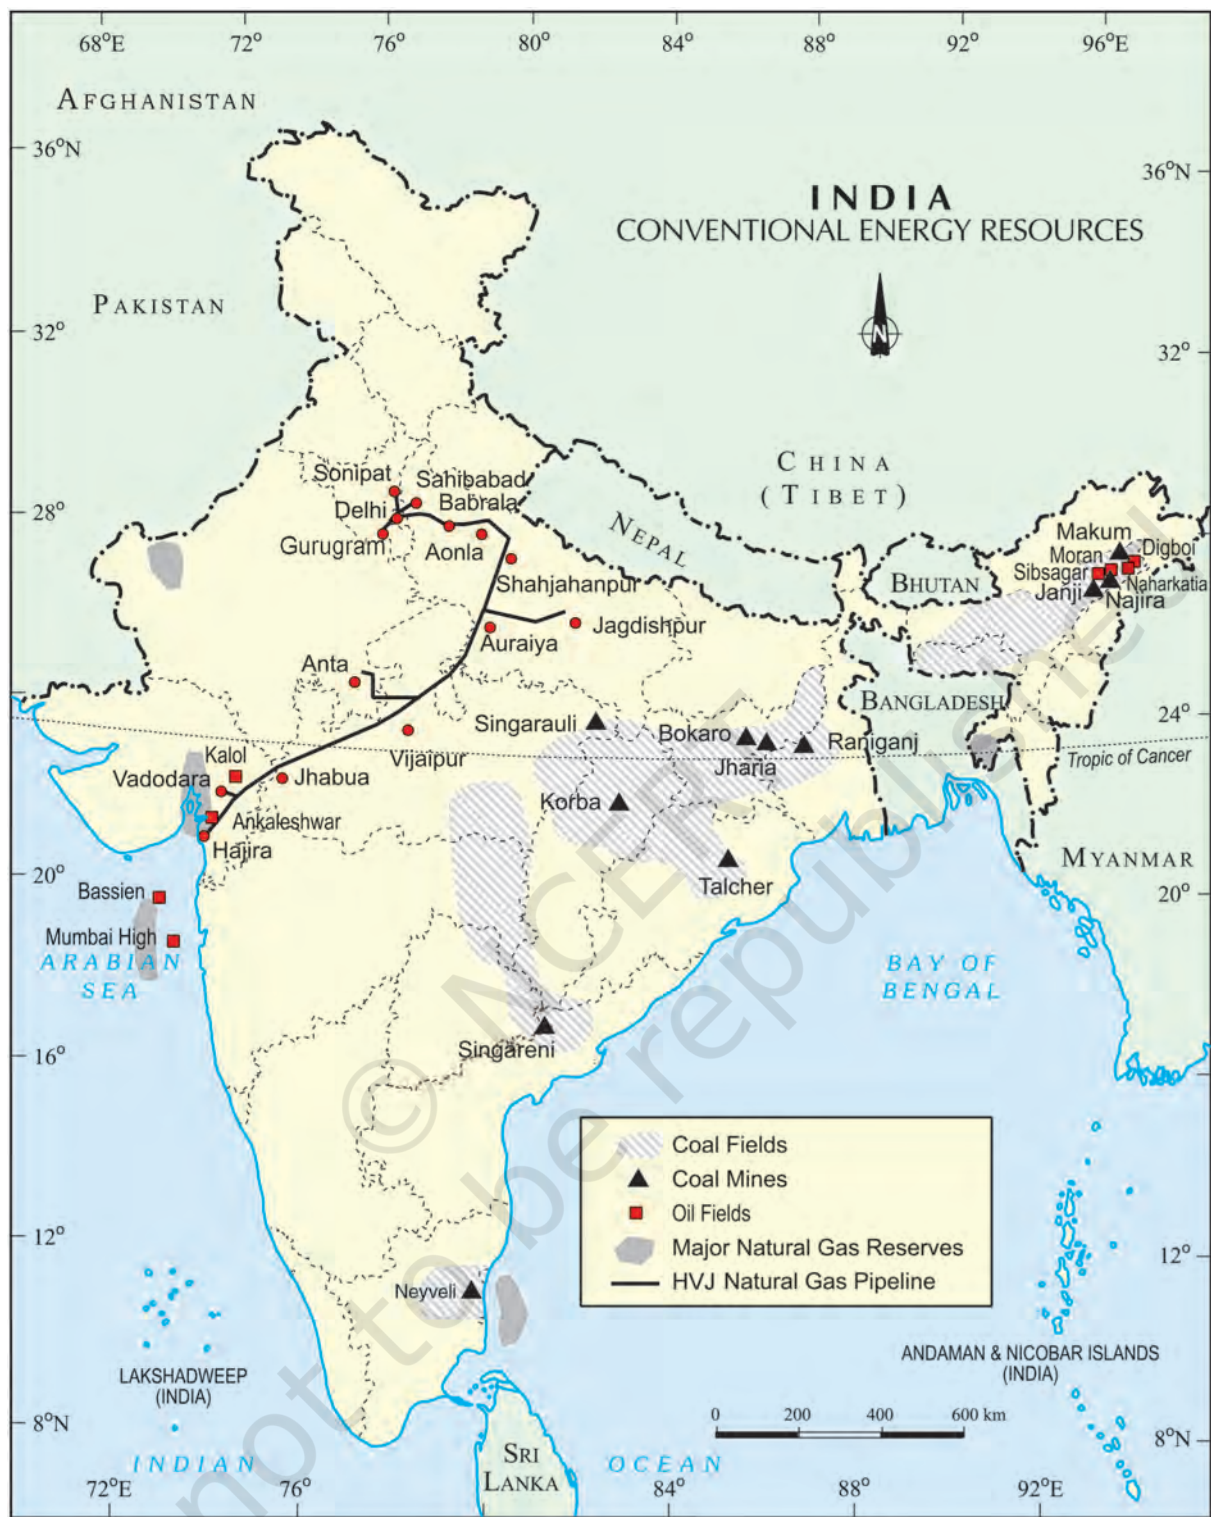 68°E 72° 76° 80° 84° 88° 92° 96°E
AFGHANISTAN
36°N
36°N
INDIA
CONVENTIONAL ENERGY RESOURCES
PAKISTAN
N
32°
32°
CHINA
(TIBET)
Sonipat
Sahibabad
Delhi
Babrala
28°
28°
Gurugram
Aonla
NEPAL
Makum
Moran
Digboi
Sibsagar
Naharkatia
Shahjahanpur
BHUTAN
Janji
Najira
Auraiya
Jagdishpur
Anta
BANGLADESH
24°
Singarauli
Bokaro
Raniganj
Vijaipur
Kalol
Tropic of Cancer
Jharia
Vadodara
Jhabua
Korba
Ankaleshwar
Hajira
MYANMAR
20°
20°
Bassien
Talcher
Mumbai High
ARABIAN
SEA
BAY OF
BENGAL
Singareni
16°
16°
Coal Fields
Coal Mines
Oil Fields
Major Natural Gas Reserves
HVJ Natural Gas Pipeline
12°
12°
Neyveli
LAKSHADWEEP
(INDIA)
ANDAMAN & NICOBAR ISLANDS
(INDIA)
0 200 400 600 km
8°N
8°N
INDIAN
OCEAN
SRI
LANKA
72°E 76° 84° 88° 92°E
© NCERT
not to be republished